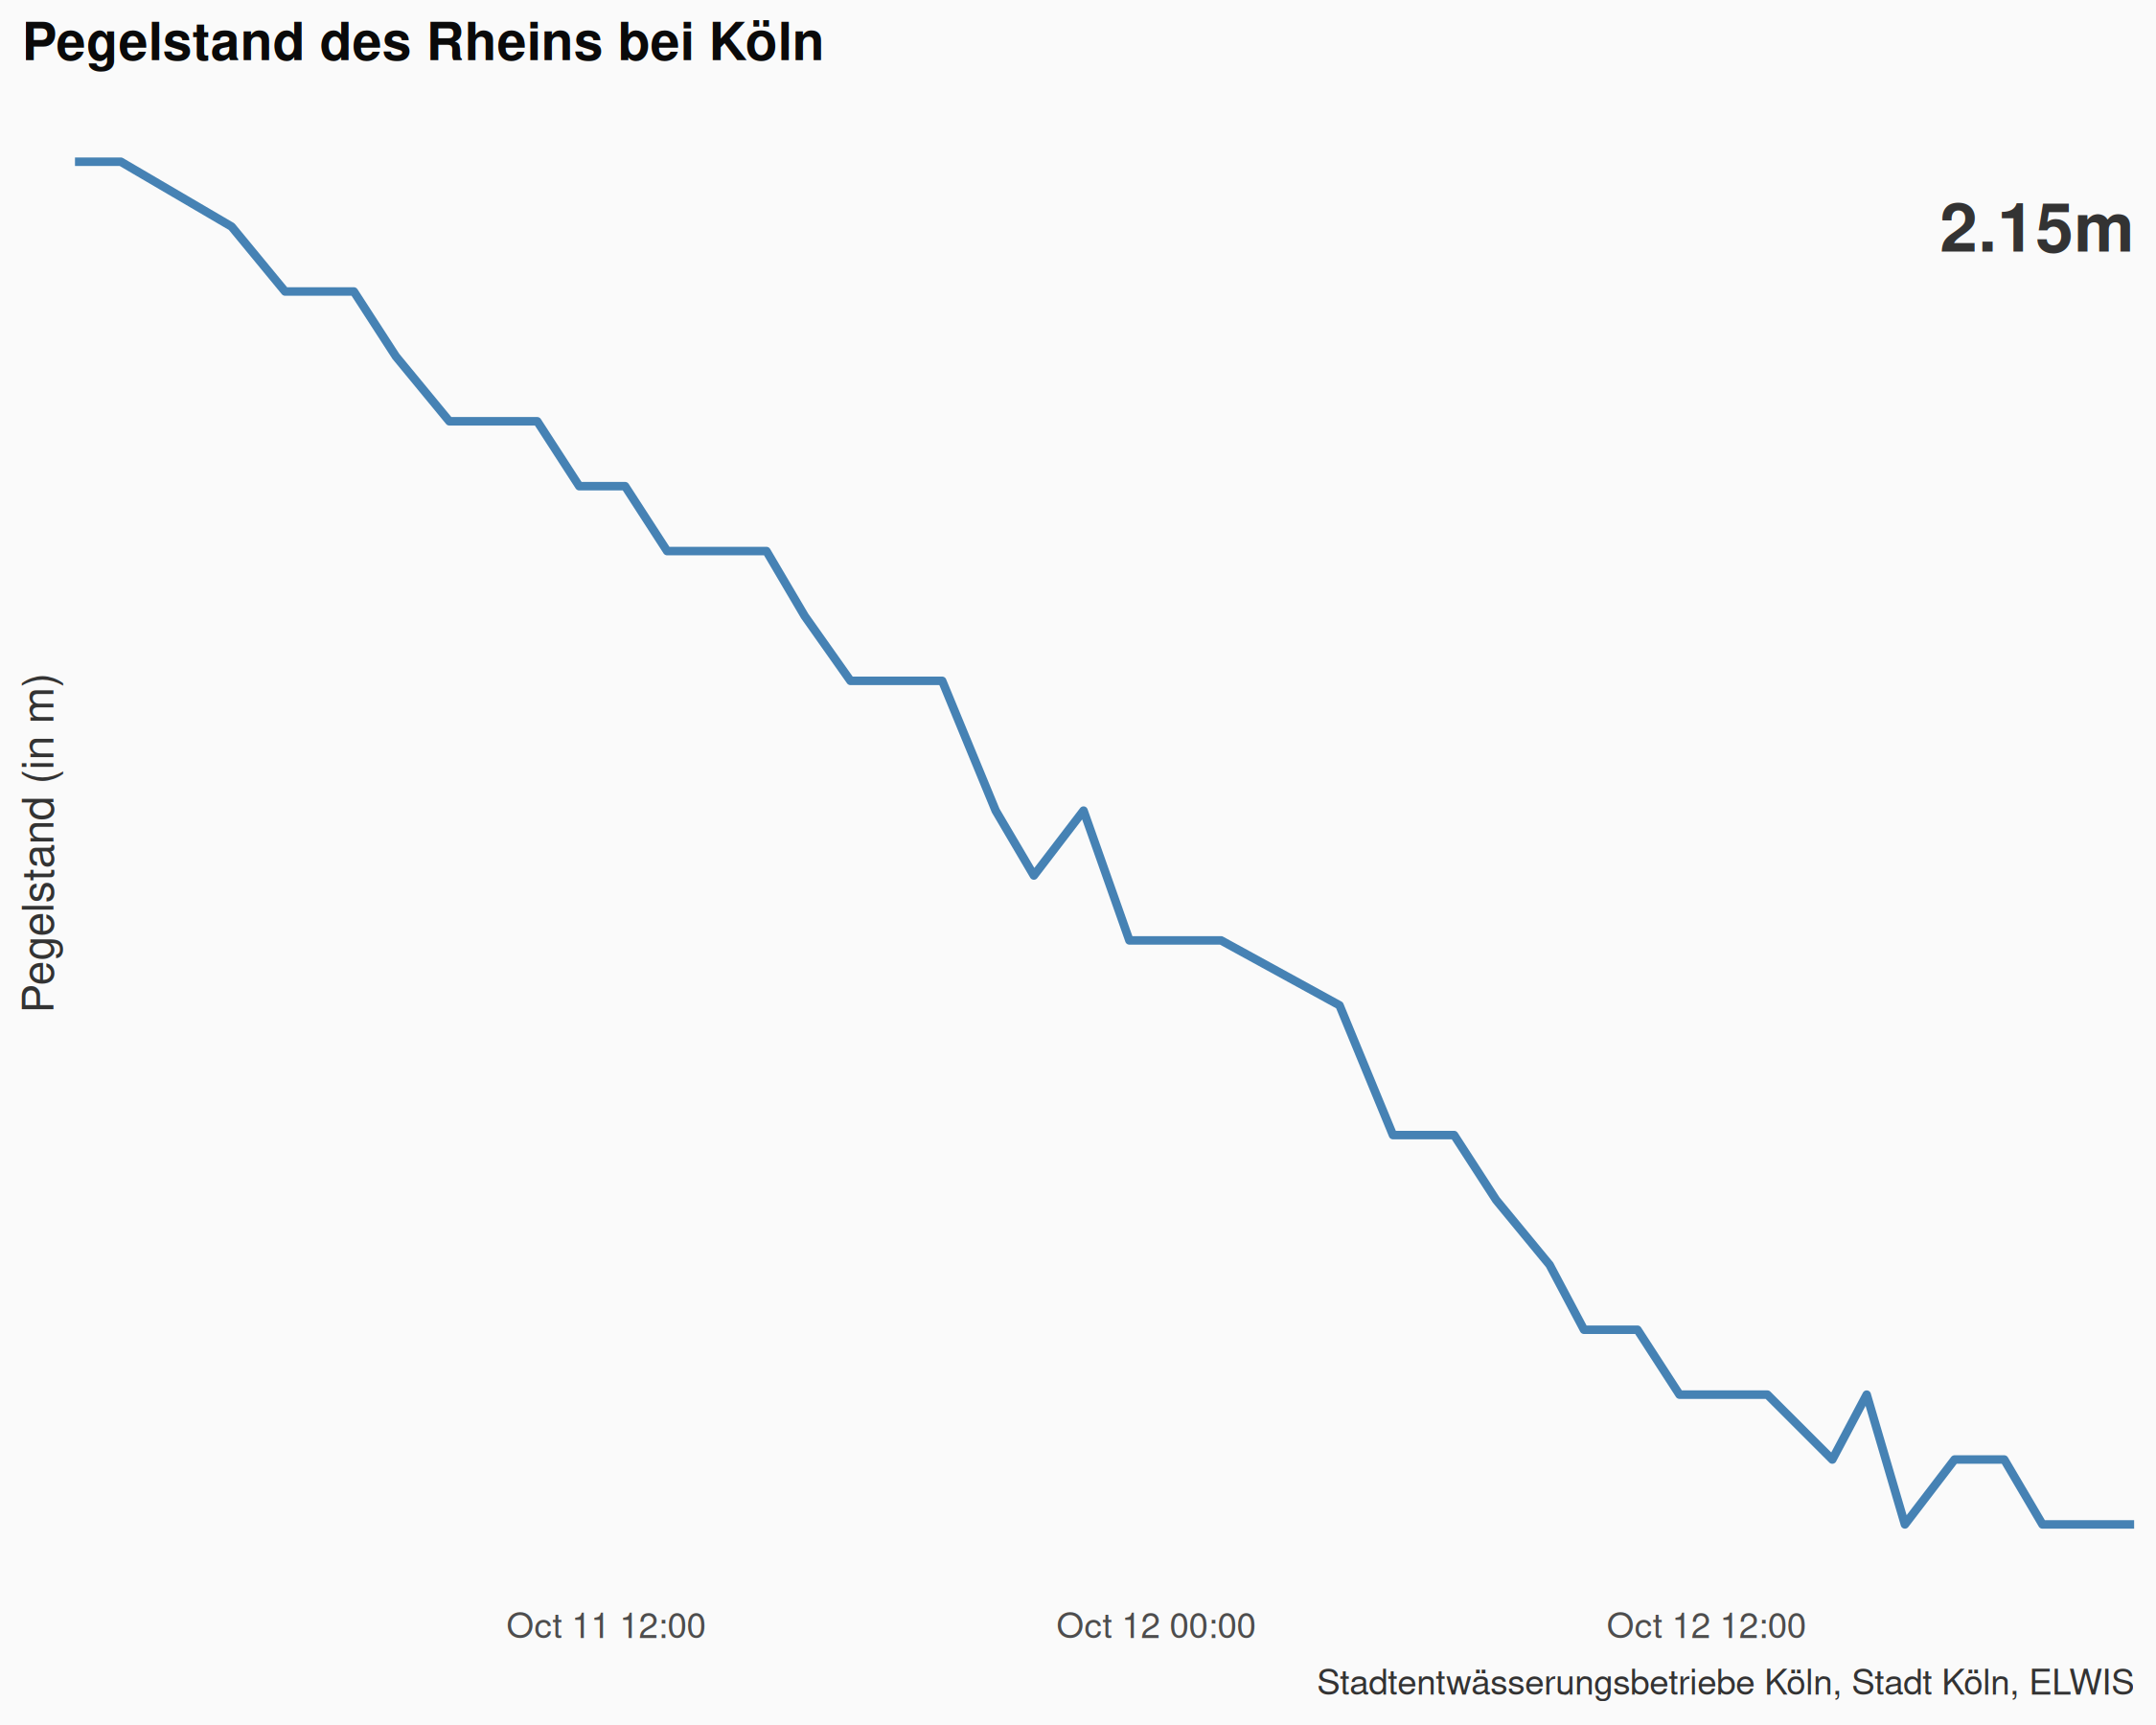 Pegelstand des Rheins bei Köln
2.15m
Pegelstand (in m)
Oct 11 12:00
Oct 12 00:00
Oct 12 12:00
Stadtentwässerungsbetriebe Köln, Stadt Köln, ELWIS